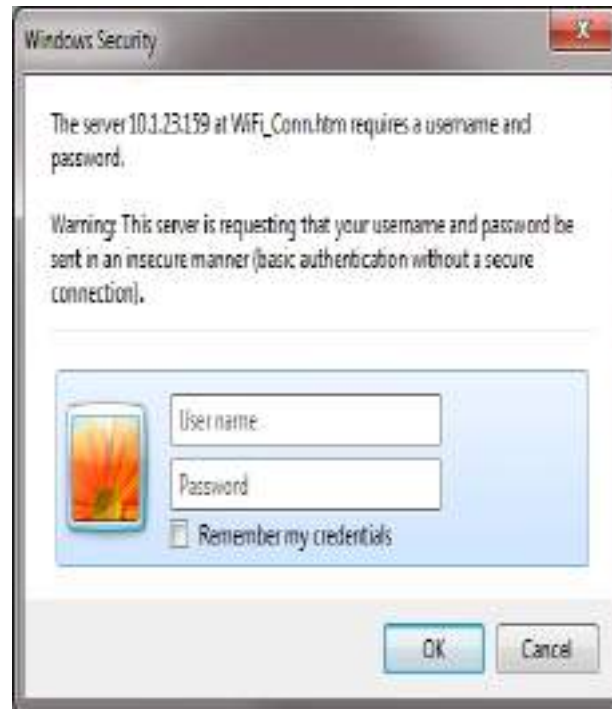 Windows Security
X
The server 10.1.23.159 at WiFi_Conn.htm requires a username and
password.
Warning: This server is requesting that your username and password be
sent in an insecure manner (basic authentication without a secure
connection).
User name
Password
Remember my credentials
OK
Cancel